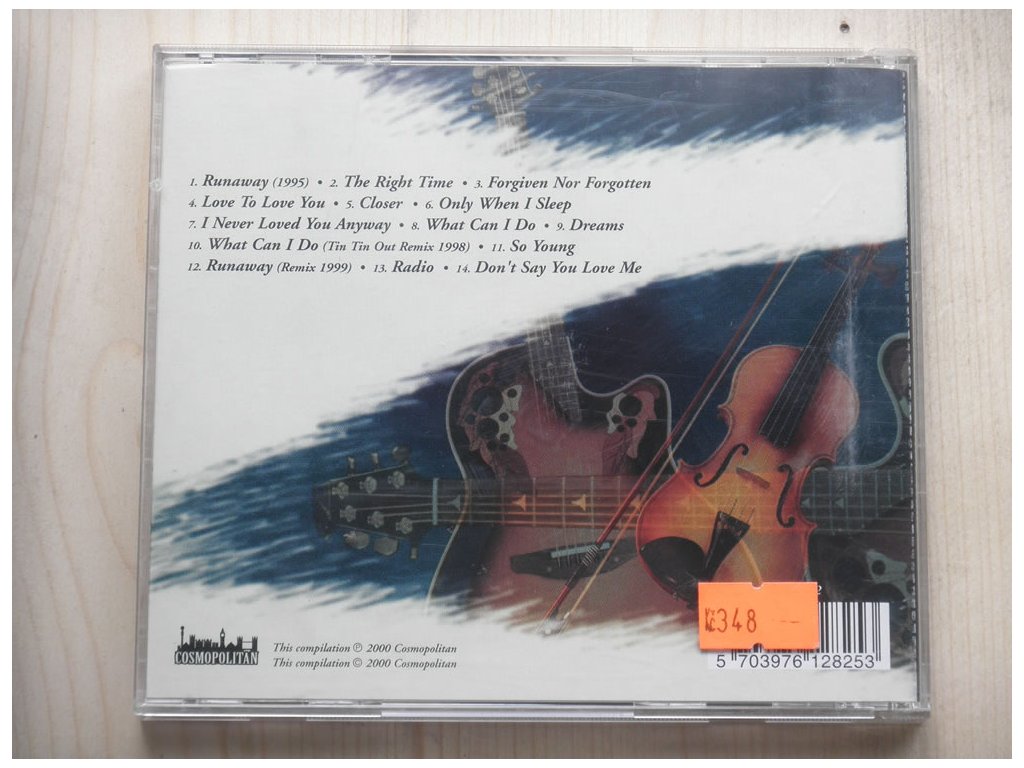 1. Runaway (1995) • 2. The Right Time • 3. Forgiven Nor Forgotten
4. Love To Love You • 5. Closer • 6. Only When I Sleep
7. I Never Loved You Anyway • 8. What Can I Do • 9. Dreams
10. What Can I Do (Tin Tin Out Remix 1998) • 11. So Young
12. Runaway (Remix 1999) • 13. Radio • 14. Don't Say You Love Me
348
COSMOPOLITAN
This compilation ℗ 2000 Cosmopolitan
This compilation © 2000 Cosmopolitan
5 703976 128253